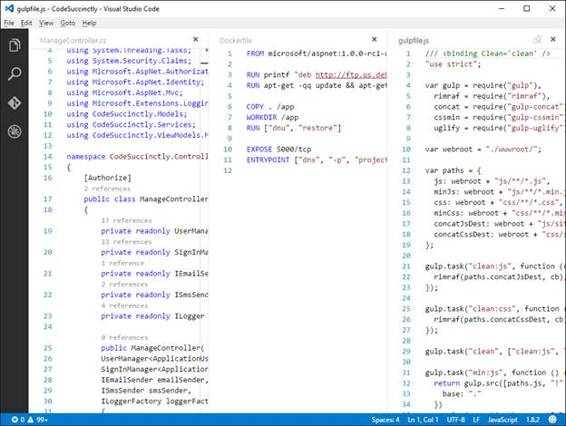 gulpfile.js - CodeSuccinctly - Visual Studio Code
File Edit View Goto Help
ManageController.cs
4 using System.Threading.Tasks;
5 using System.Security.Claims;
6 using Microsoft.AspNet.Authorizat
7 using Microsoft.AspNet.Identity;
8 using Microsoft.AspNet.Mvc;
9 using Microsoft.Extensions.Loggin
10 using CodeSuccinctly.Models;
11 using CodeSuccinctly.Services;
12 using CodeSuccinctly.ViewModels.M
13
14 namespace CodeSuccinctly.Controll
15 {
16 [Authorize]
2 references
17 public class ManageController
18 {
17 references
19 private readonly UserMana
12 references
20 private readonly SignInMa
1 reference
21 private readonly IEmailSe
2 references
22 private readonly ISmsSend
4 references
23 private readonly ILogger
24
0 references
25 public ManageController(
26 UserManager<ApplicationUs
27 SignInManager<Application
28 IEmailSender emailSender,
29 ISmsSender smsSender,
30 ILoggerFactory loggerFact
31 {
Dockerfile
1 FROM microsoft/aspnet:1.0.0-rc1-u
2
3 RUN printf "deb http://ftp.us.deb
4 RUN apt-get -qq update && apt-get
5
6 COPY . /app
7 WORKDIR /app
8 RUN ["dnu", "restore"]
9
10 EXPOSE 5000/tcp
11 ENTRYPOINT ["dnx", "-p", "project
12
gulpfile.js
1 /// <binding Clean='clean' />
2 "use strict";
3
4 var gulp = require("gulp"),
5 rimraf = require("rimraf"),
6 concat = require("gulp-concat"
7 cssmin = require("gulp-cssmin"
8 uglify = require("gulp-uglify"
9
10 var webroot = "./wwwroot/";
11
12 var paths = {
13 js: webroot + "js/**/*.js",
14 minJs: webroot + "js/**/*.min.j
15 css: webroot + "css/**/*.css",
16 minCss: webroot + "css/**/*.min
17 concatJsDest: webroot + "js/sit
18 concatCssDest: webroot + "css/s
19 };
20
21 gulp.task("clean:js", function (c
22 rimraf(paths.concatJsDest, cb);
23 });
24
25 gulp.task("clean:css", function (
26 rimraf(paths.concatCssDest, cb)
27 });
28
29 gulp.task("clean", ["clean:js", "
30
31 gulp.task("min:js", function () {
32 return gulp.src([paths.js, "!"
33 base: "."
34 })
0 99+
Spaces: 4 Ln 1, Col 1 UTF-8 LF JavaScript 1.8.2